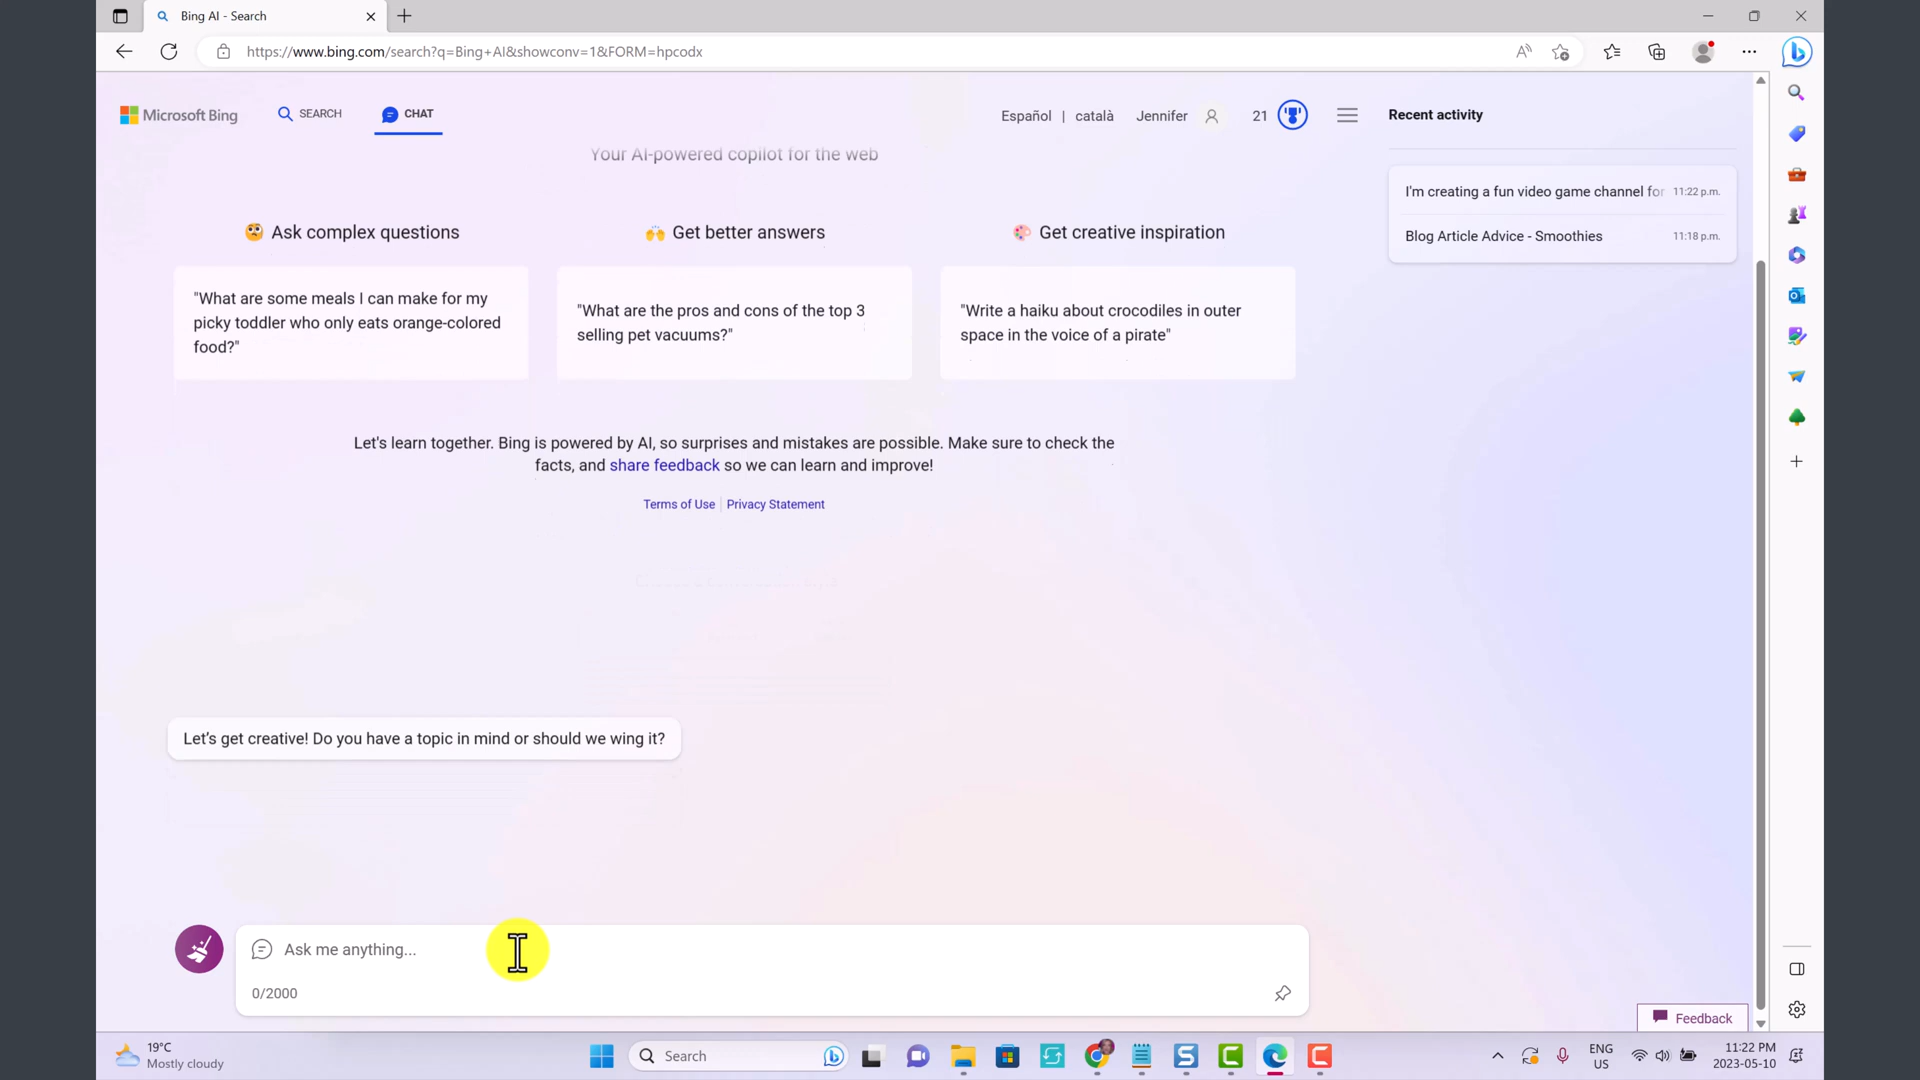 Bing AI - Search
https://www.bing.com/search?q=Bing+AI&showconv=1&FORM=hpcodx
Microsoft Bing
SEARCH
CHAT
Español | català
Jennifer
21
Recent activity
Your AI-powered copilot for the web
I'm creating a fun video game channel for 11:22 p.m.
Blog Article Advice - Smoothies 11:18 p.m.
Ask complex questions
Get better answers
Get creative inspiration
"What are some meals I can make for my
picky toddler who only eats orange-colored
food?"
"What are the pros and cons of the top 3
selling pet vacuums?"
"Write a haiku about crocodiles in outer
space in the voice of a pirate"
Let's learn together. Bing is powered by AI, so surprises and mistakes are possible. Make sure to check the
facts, and share feedback so we can learn and improve!
Terms of Use | Privacy Statement
Let's get creative! Do you have a topic in mind or should we wing it?
Ask me anything...
0/2000
Feedback
19°C
Mostly cloudy
Search
ENG
US
11:22 PM
2023-05-10